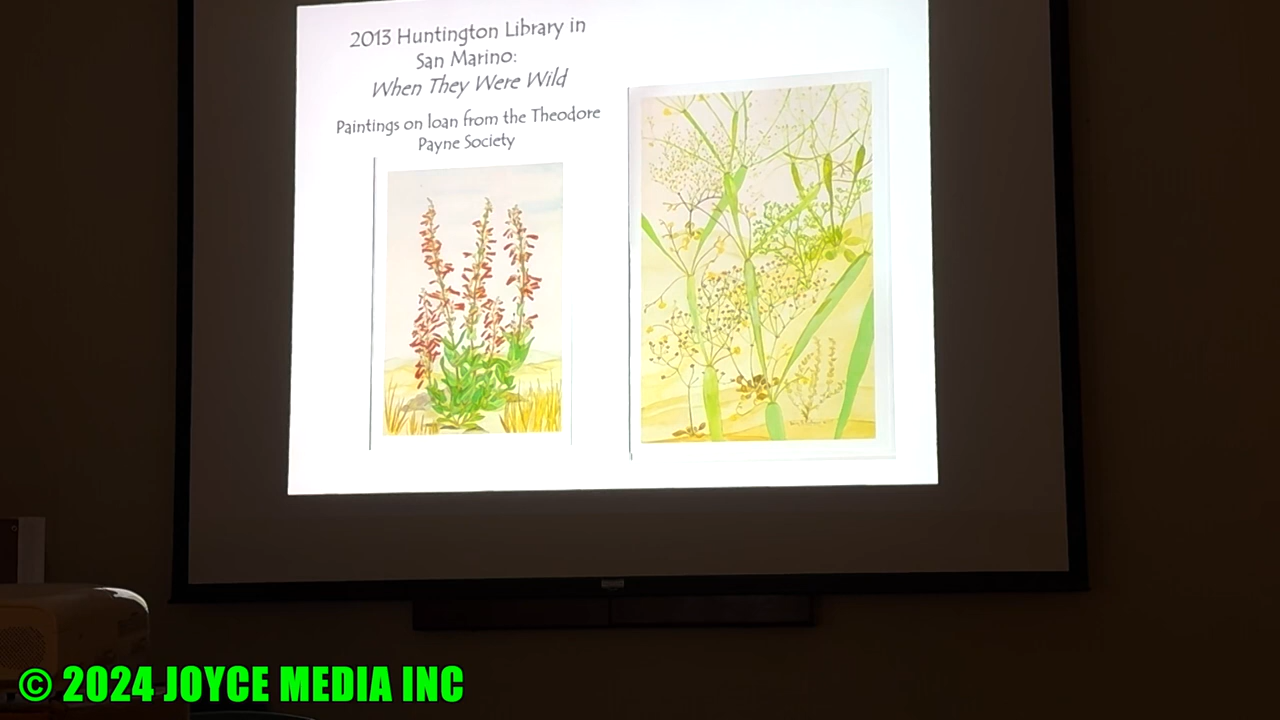 2013 Huntington Library in
San Marino:
When They Were Wild
Paintings on loan from the Theodore
Payne Society
© 2024 JOYCE MEDIA INC